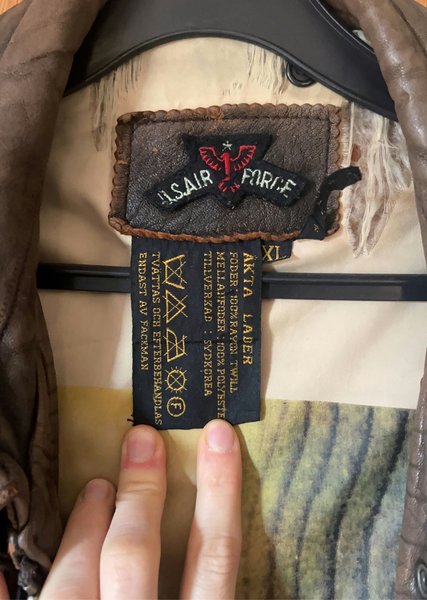 U.S.AIR FORCE
XL
ÄKTA LÄDER
FODER : 100% RAYON TWILL
MELLANFODER : 100% POLYESTER
TILLVERKAD : SYDKOREA
F
TVÄTTAS OCH EFTERBEHANDLAS
ENDAST AV FACKMAN